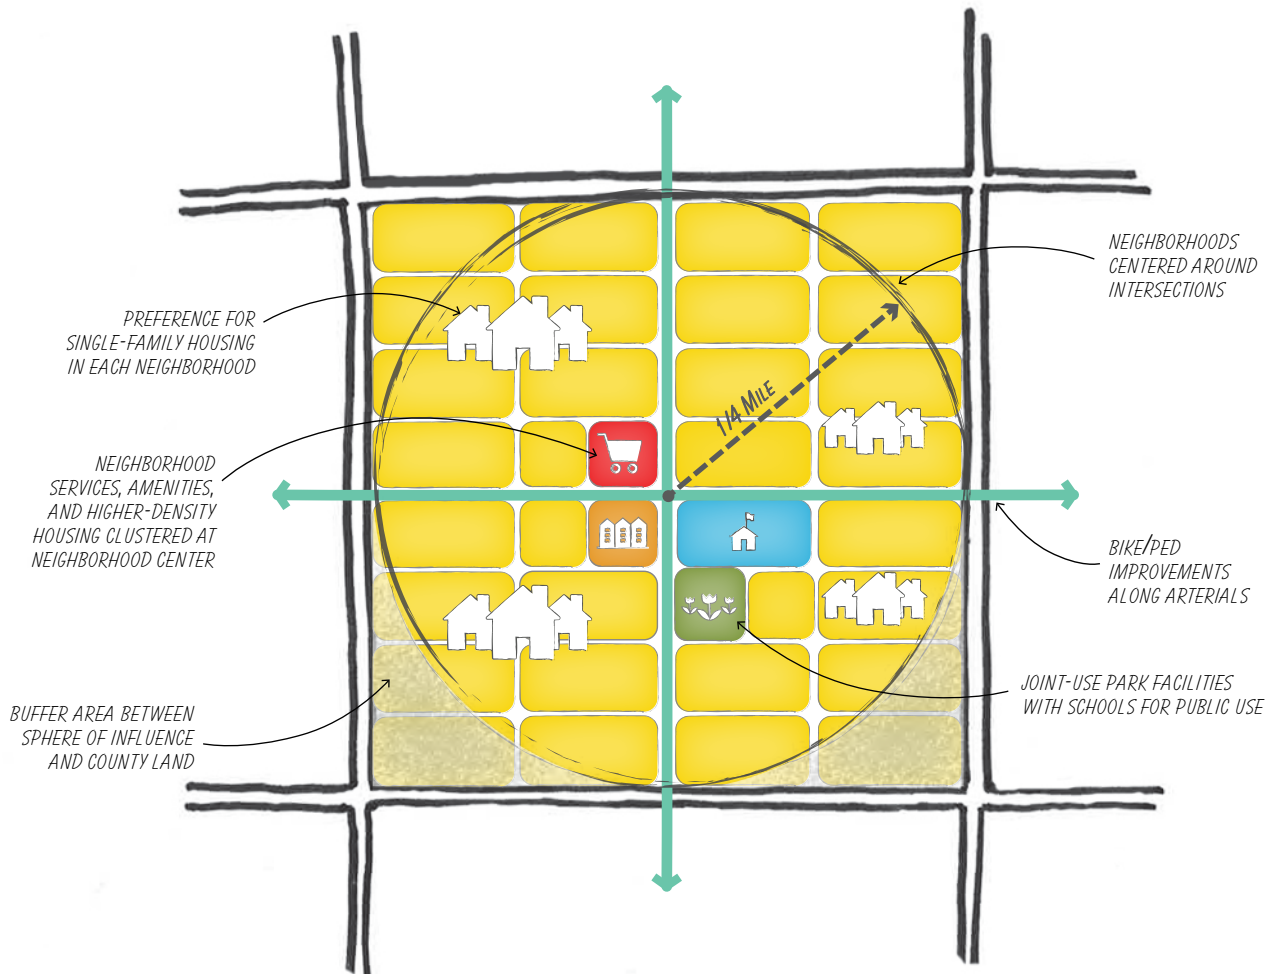 NEIGHBORHOODS
CENTERED AROUND
INTERSECTIONS
PREFERENCE FOR
SINGLE-FAMILY HOUSING
IN EACH NEIGHBORHOOD
1/4 MILE
NEIGHBORHOOD
SERVICES, AMENITIES,
AND HIGHER-DENSITY
HOUSING CLUSTERED AT
NEIGHBORHOOD CENTER
BIKE/PED
IMPROVEMENTS
ALONG ARTERIALS
JOINT-USE PARK FACILITIES
WITH SCHOOLS FOR PUBLIC USE
BUFFER AREA BETWEEN
SPHERE OF INFLUENCE
AND COUNTY LAND